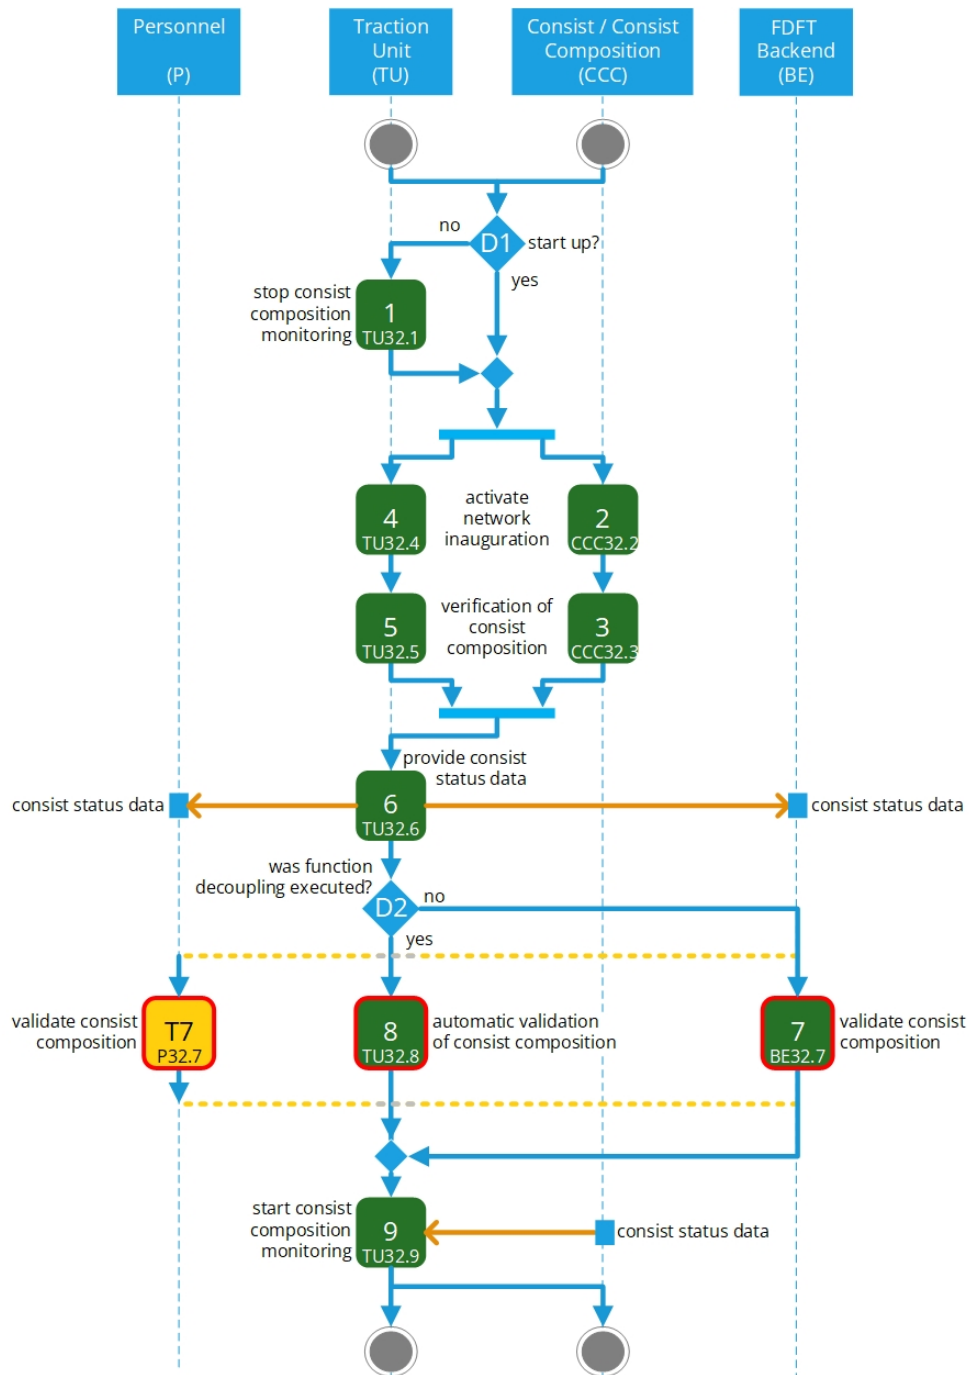 Personnel
(P)
Traction
Unit
(TU)
Consist / Consist
Composition
(CCC)
FDFT
Backend
(BE)
no
D1
start up?
yes
stop consist
composition
monitoring
1
TU32.1
4
TU32.4
activate
network
inauguration
2
CCC32.2
5
TU32.5
verification of
consist
composition
3
CCC32.3
provide consist
status data
consist status data
6
TU32.6
consist status data
was function
decoupling executed?
D2
no
yes
validate consist
composition
T7
P32.7
8
TU32.8
automatic validation
of consist composition
7
BE32.7
validate consist
composition
start consist
composition
monitoring
9
TU32.9
consist status data